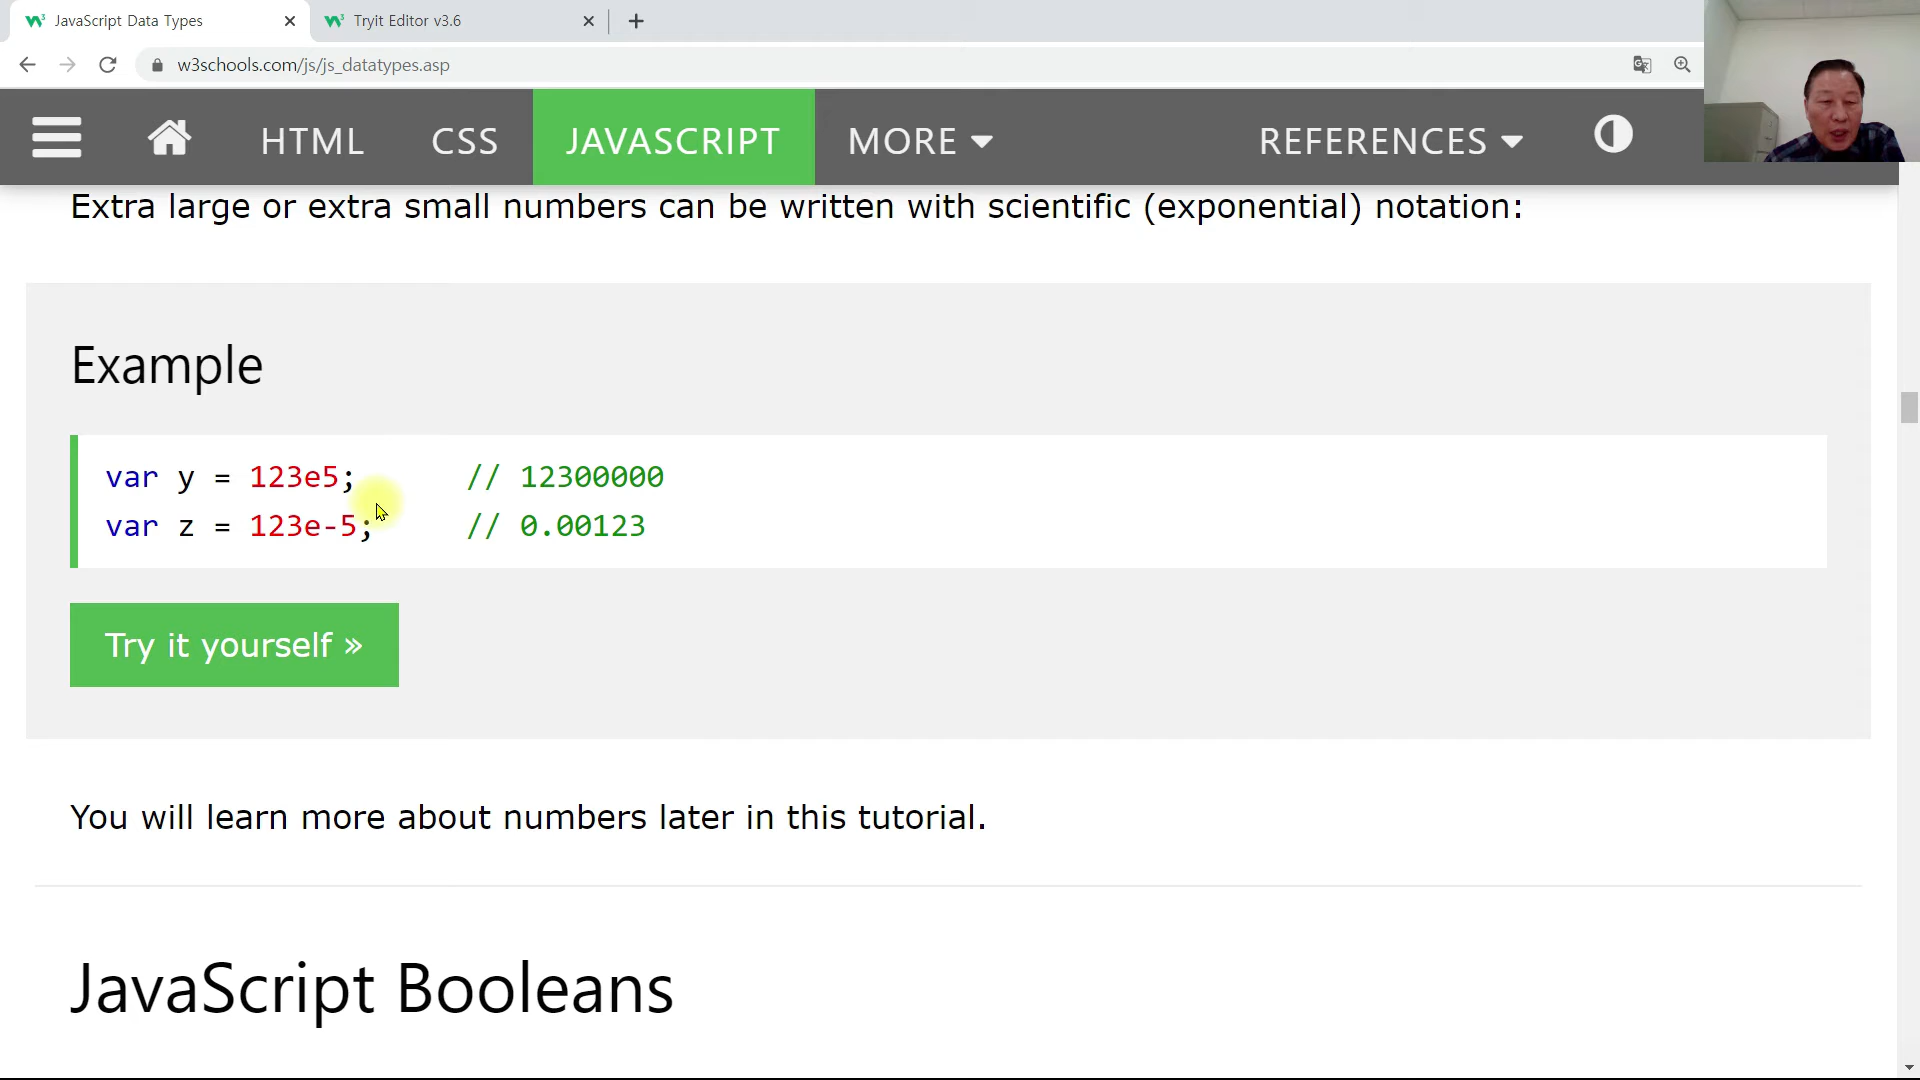 JavaScript Data Types
Tryit Editor v3.6
w3schools.com/js/js_datatypes.asp
HTML
CSS
JAVASCRIPT
MORE
REFERENCES
Extra large or extra small numbers can be written with scientific (exponential) notation:
Example
var y = 123e5;      // 12300000
var z = 123e-5;     // 0.00123
Try it yourself »
You will learn more about numbers later in this tutorial.
JavaScript Booleans